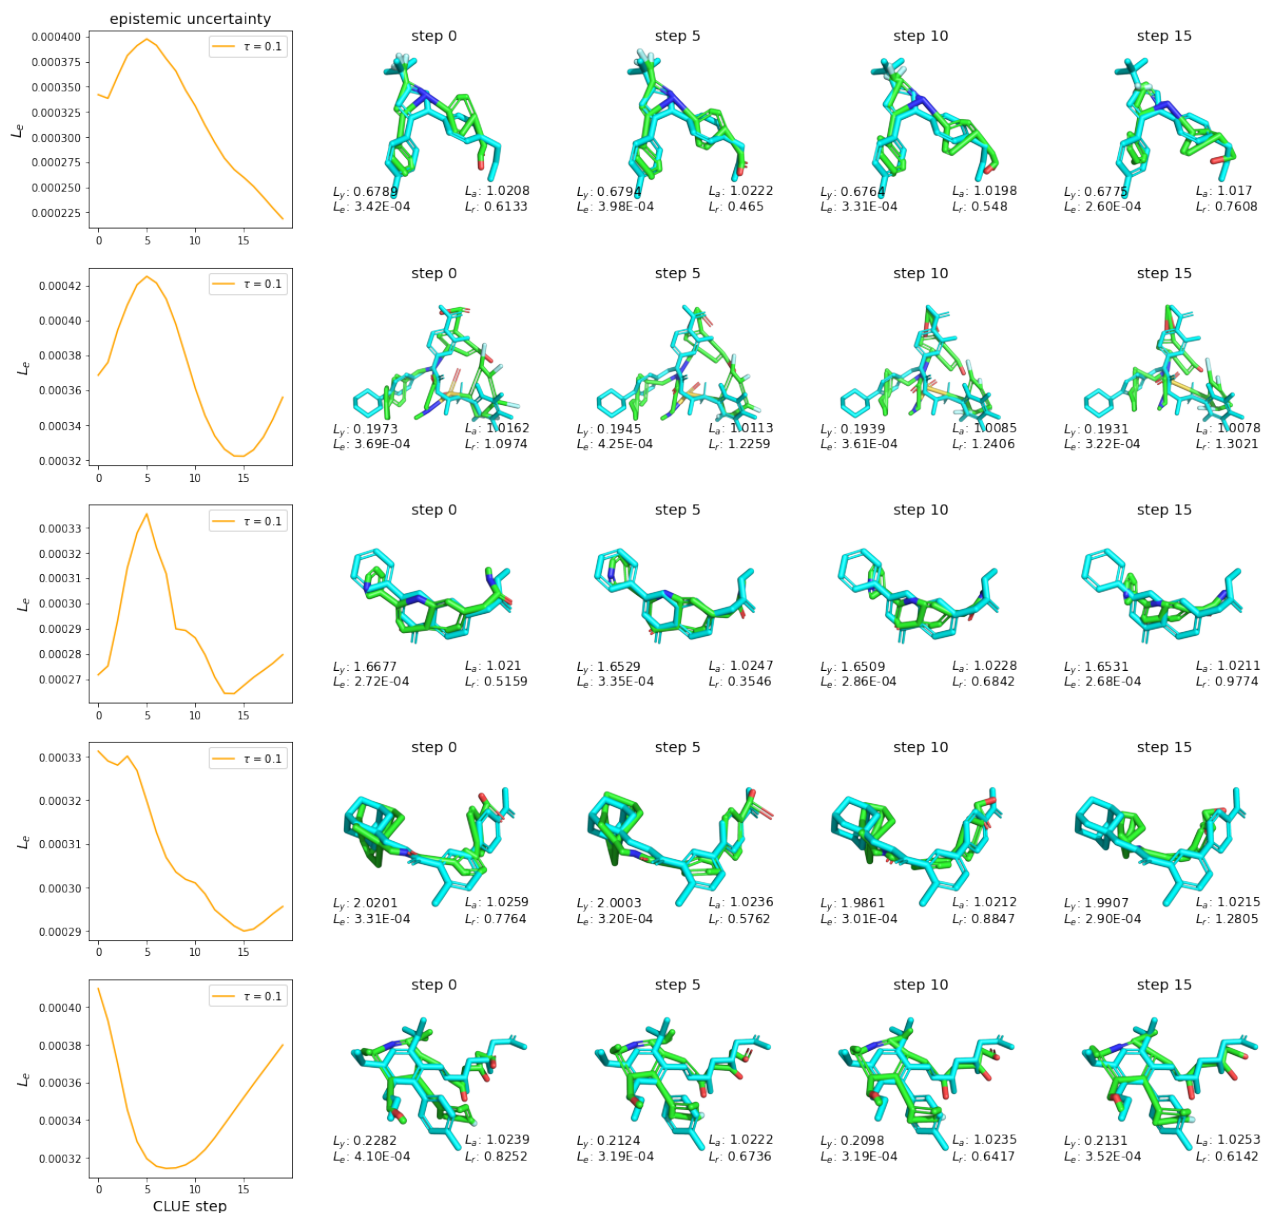 epistemic uncertainty
0.000400
0.000375
0.000350
0.000325
0.000300
0.000275
0.000250
0.000225
L_e
τ = 0.1
0 5 10 15
step 0 step 5 step 10 step 15
L_y: 0.6789 L_a: 1.0208 L_y: 0.6794 L_a: 1.0222 L_y: 0.6764 L_a: 1.0198 L_y: 0.6775 L_a: 1.017
L_e: 3.42E-04 L_r: 0.6133 L_e: 3.98E-04 L_r: 0.465 L_e: 3.31E-04 L_r: 0.548 L_e: 2.60E-04 L_r: 0.7608
0.00042
0.00040
0.00038
0.00036
0.00034
0.00032
L_e
τ = 0.1
0 5 10 15
step 0 step 5 step 10 step 15
L_y: 0.1973 L_a: 1.0162 L_y: 0.1945 L_a: 1.0113 L_y: 0.1939 L_a: 1.0085 L_y: 0.1931 L_a: 1.0078
L_e: 3.69E-04 L_r: 1.0974 L_e: 4.25E-04 L_r: 1.2259 L_e: 3.61E-04 L_r: 1.2406 L_e: 3.22E-04 L_r: 1.3021
0.00033
0.00032
0.00031
0.00030
0.00029
0.00028
0.00027
L_e
τ = 0.1
0 5 10 15
step 0 step 5 step 10 step 15
L_y: 1.6677 L_a: 1.021 L_y: 1.6529 L_a: 1.0247 L_y: 1.6509 L_a: 1.0228 L_y: 1.6531 L_a: 1.0211
L_e: 2.72E-04 L_r: 0.5159 L_e: 3.35E-04 L_r: 0.3546 L_e: 2.86E-04 L_r: 0.6842 L_e: 2.68E-04 L_r: 0.9774
0.00033
0.00032
0.00031
0.00030
0.00029
L_e
τ = 0.1
0 5 10 15
step 0 step 5 step 10 step 15
L_y: 2.0201 L_a: 1.0259 L_y: 2.0003 L_a: 1.0236 L_y: 1.9861 L_a: 1.0212 L_y: 1.9907 L_a: 1.0215
L_e: 3.31E-04 L_r: 0.7764 L_e: 3.20E-04 L_r: 0.5762 L_e: 3.01E-04 L_r: 0.8847 L_e: 2.90E-04 L_r: 1.2805
0.00040
0.00038
0.00036
0.00034
0.00032
L_e
τ = 0.1
0 5 10 15
CLUE step
step 0 step 5 step 10 step 15
L_y: 0.2282 L_a: 1.0239 L_y: 0.2124 L_a: 1.0222 L_y: 0.2098 L_a: 1.0235 L_y: 0.2131 L_a: 1.0253
L_e: 4.10E-04 L_r: 0.8252 L_e: 3.19E-04 L_r: 0.6736 L_e: 3.19E-04 L_r: 0.6417 L_e: 3.52E-04 L_r: 0.6142